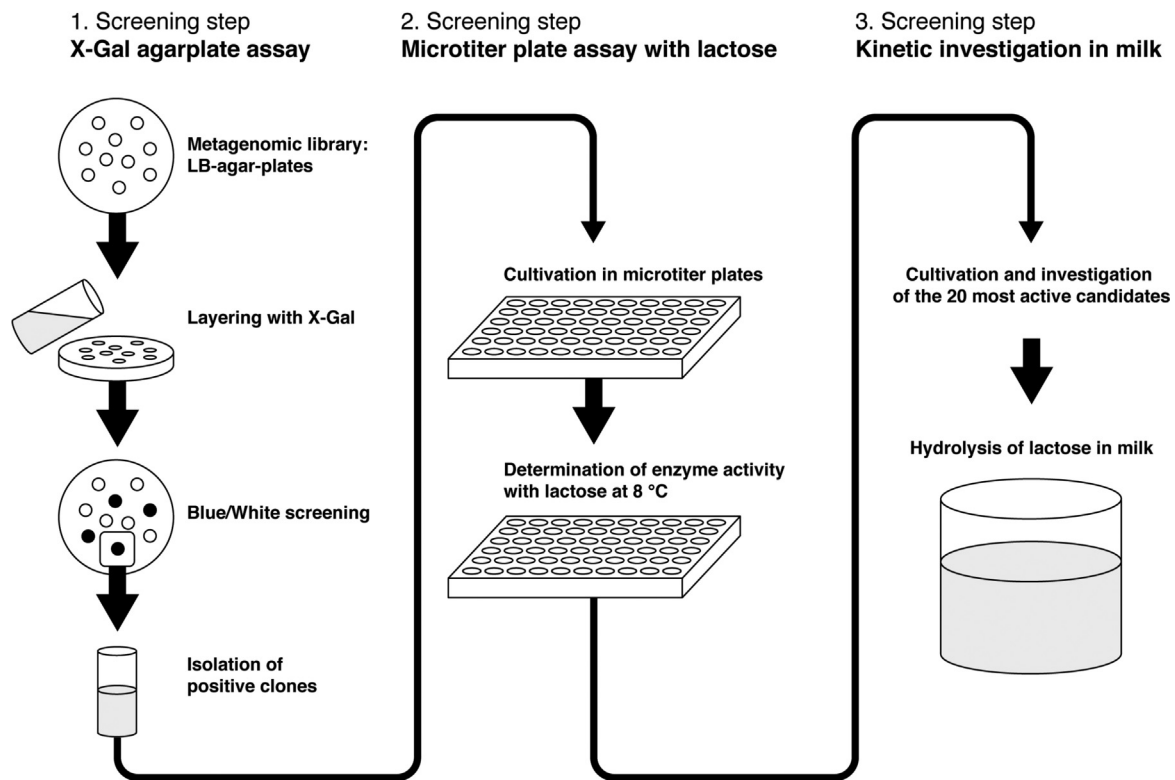 1. Screening step
X-Gal agarplate assay
Metagenomic library:
LB-agar-plates
Layering with X-Gal
Blue/White screening
Isolation of
positive clones
2. Screening step
Microtiter plate assay with lactose
Cultivation in microtiter plates
Determination of enzyme activity
with lactose at 8 °C
3. Screening step
Kinetic investigation in milk
Cultivation and investigation
of the 20 most active candidates
Hydrolysis of lactose in milk